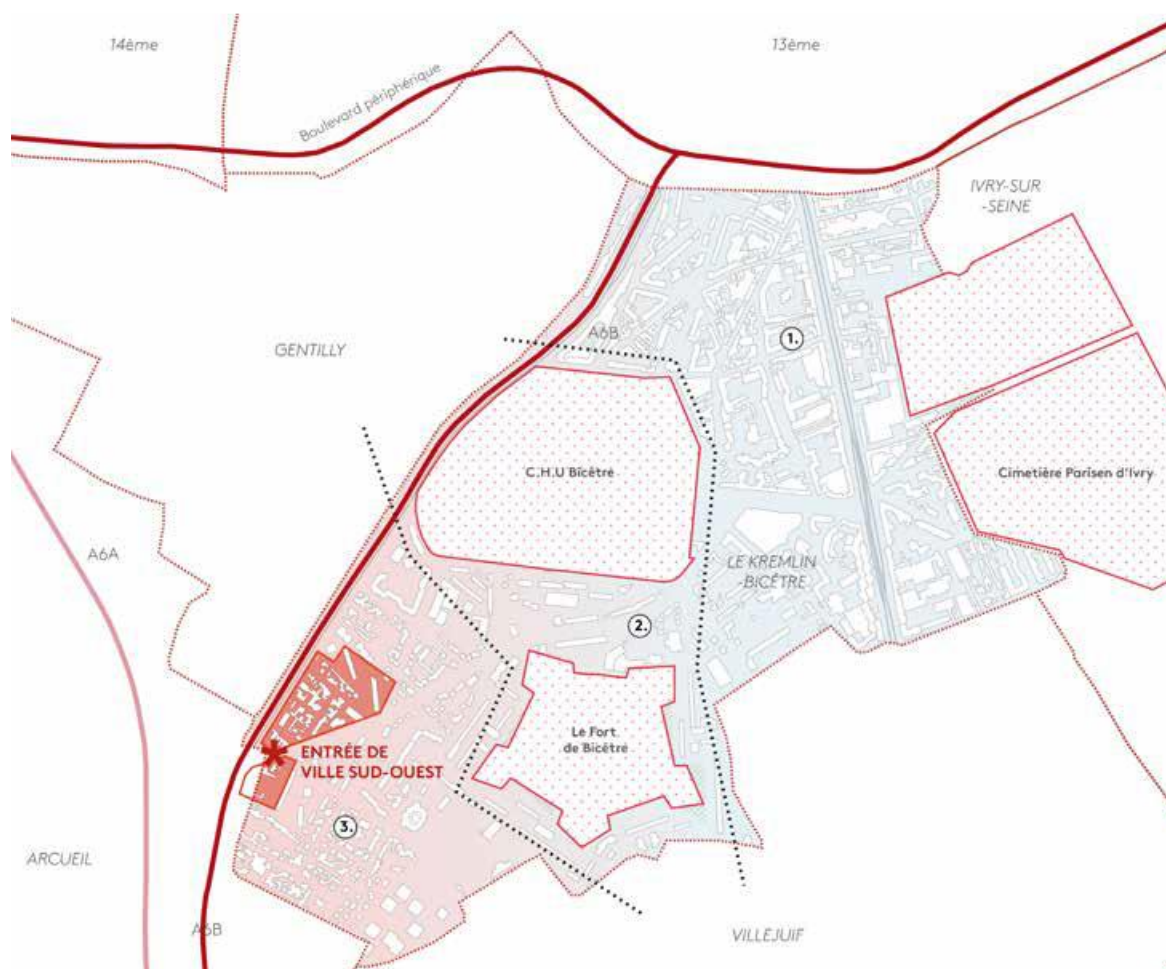 14ème
13ème
Boulevard périphérique
IVRY-SUR
-SEINE
A6B
1.
GENTILLY
C.H.U Bicêtre
Cimetière Parisen d'Ivry
A6A
LE KREMLIN
-BICÊTRE
2.
Le Fort
de Bicêtré
ENTRÉE DE
VILLE SUD-OUEST
3.
ARCUEIL
A6B
VILLEJUIF